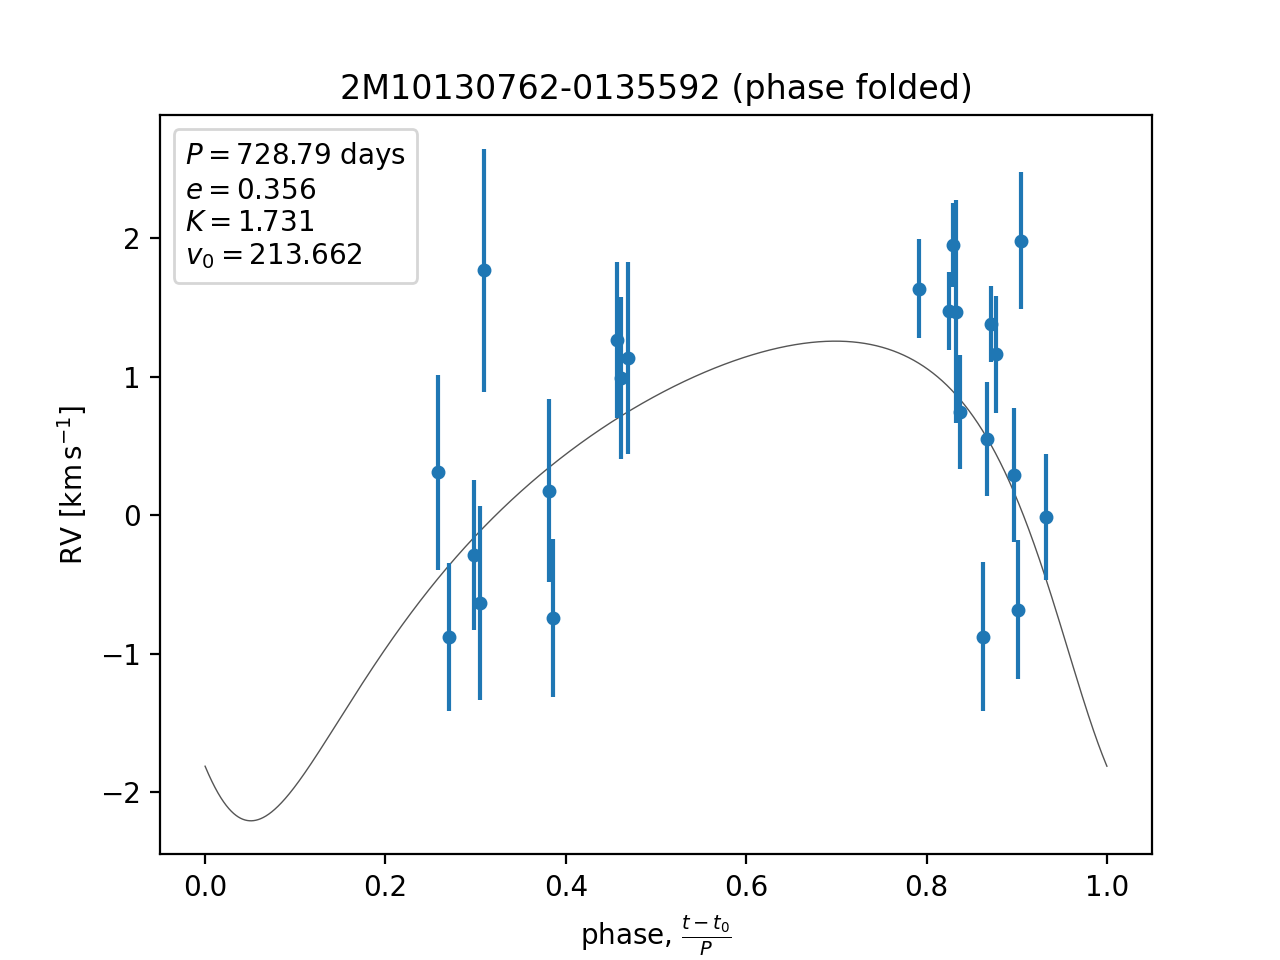 2M10130762-0135592 (phase folded)
P = 728.79 days
e = 0.356
K = 1.731
v₀ = 213.662
2
1
0
−1
−2
RV [km s⁻¹]
0.0 0.2 0.4 0.6 0.8 1.0
phase, (t − t₀)/P